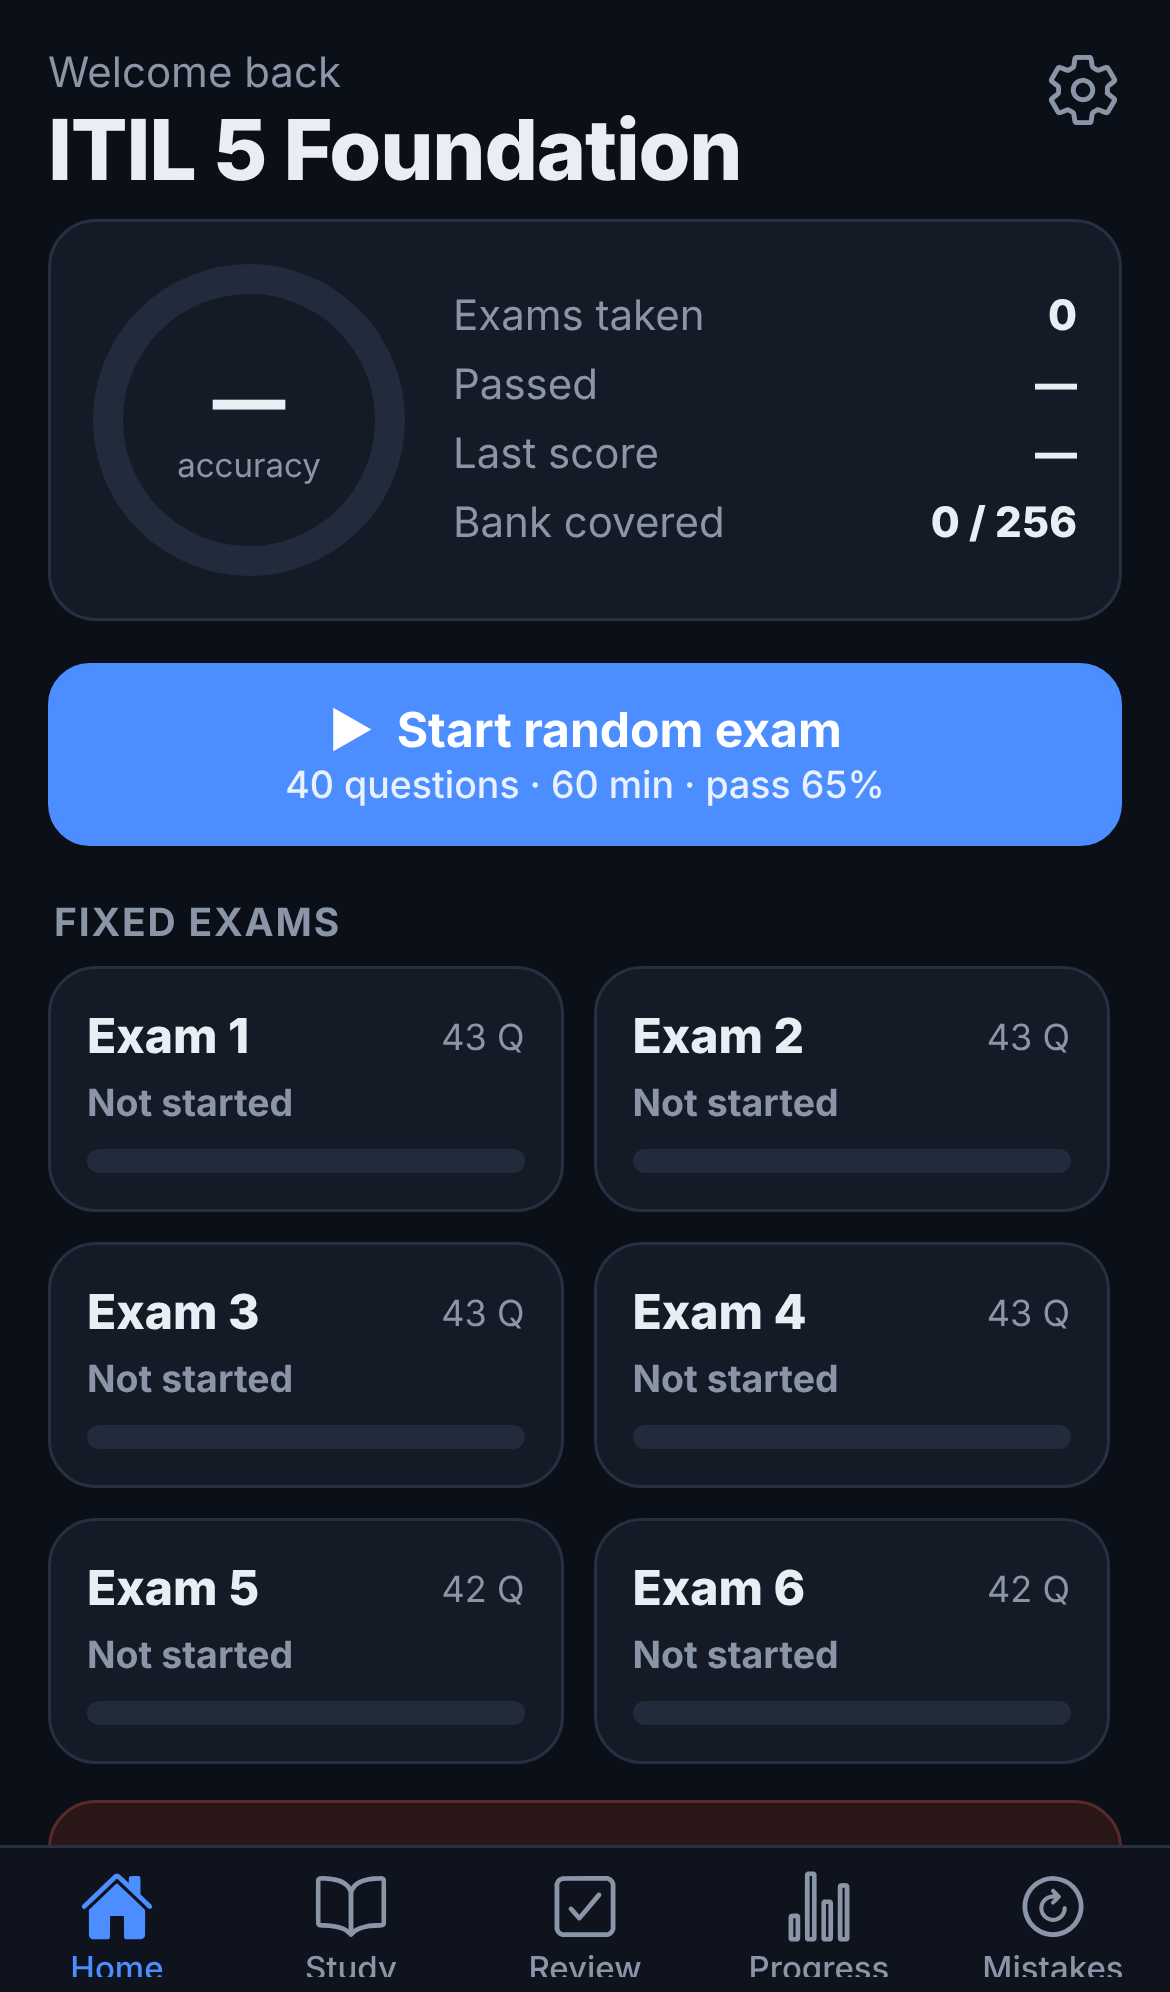 Welcome back
ITIL 5 Foundation
accuracy
Exams taken 0
Passed —
Last score —
Bank covered 0 / 256
▶ Start random exam
40 questions · 60 min · pass 65%
FIXED EXAMS
Exam 1 43 Q
Not started
Exam 2 43 Q
Not started
Exam 3 43 Q
Not started
Exam 4 43 Q
Not started
Exam 5 42 Q
Not started
Exam 6 42 Q
Not started
Home Study Review Progress Mistakes